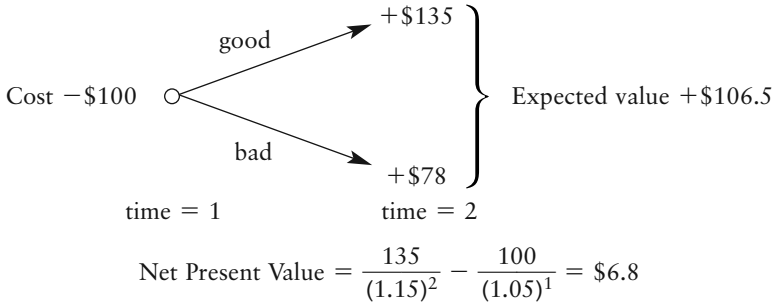 +$135
good
Cost −$100
Expected value +$106.5
bad
+$78
time = 1 time = 2
Net Present Value = 135/(1.15)² − 100/(1.05)¹ = $6.8